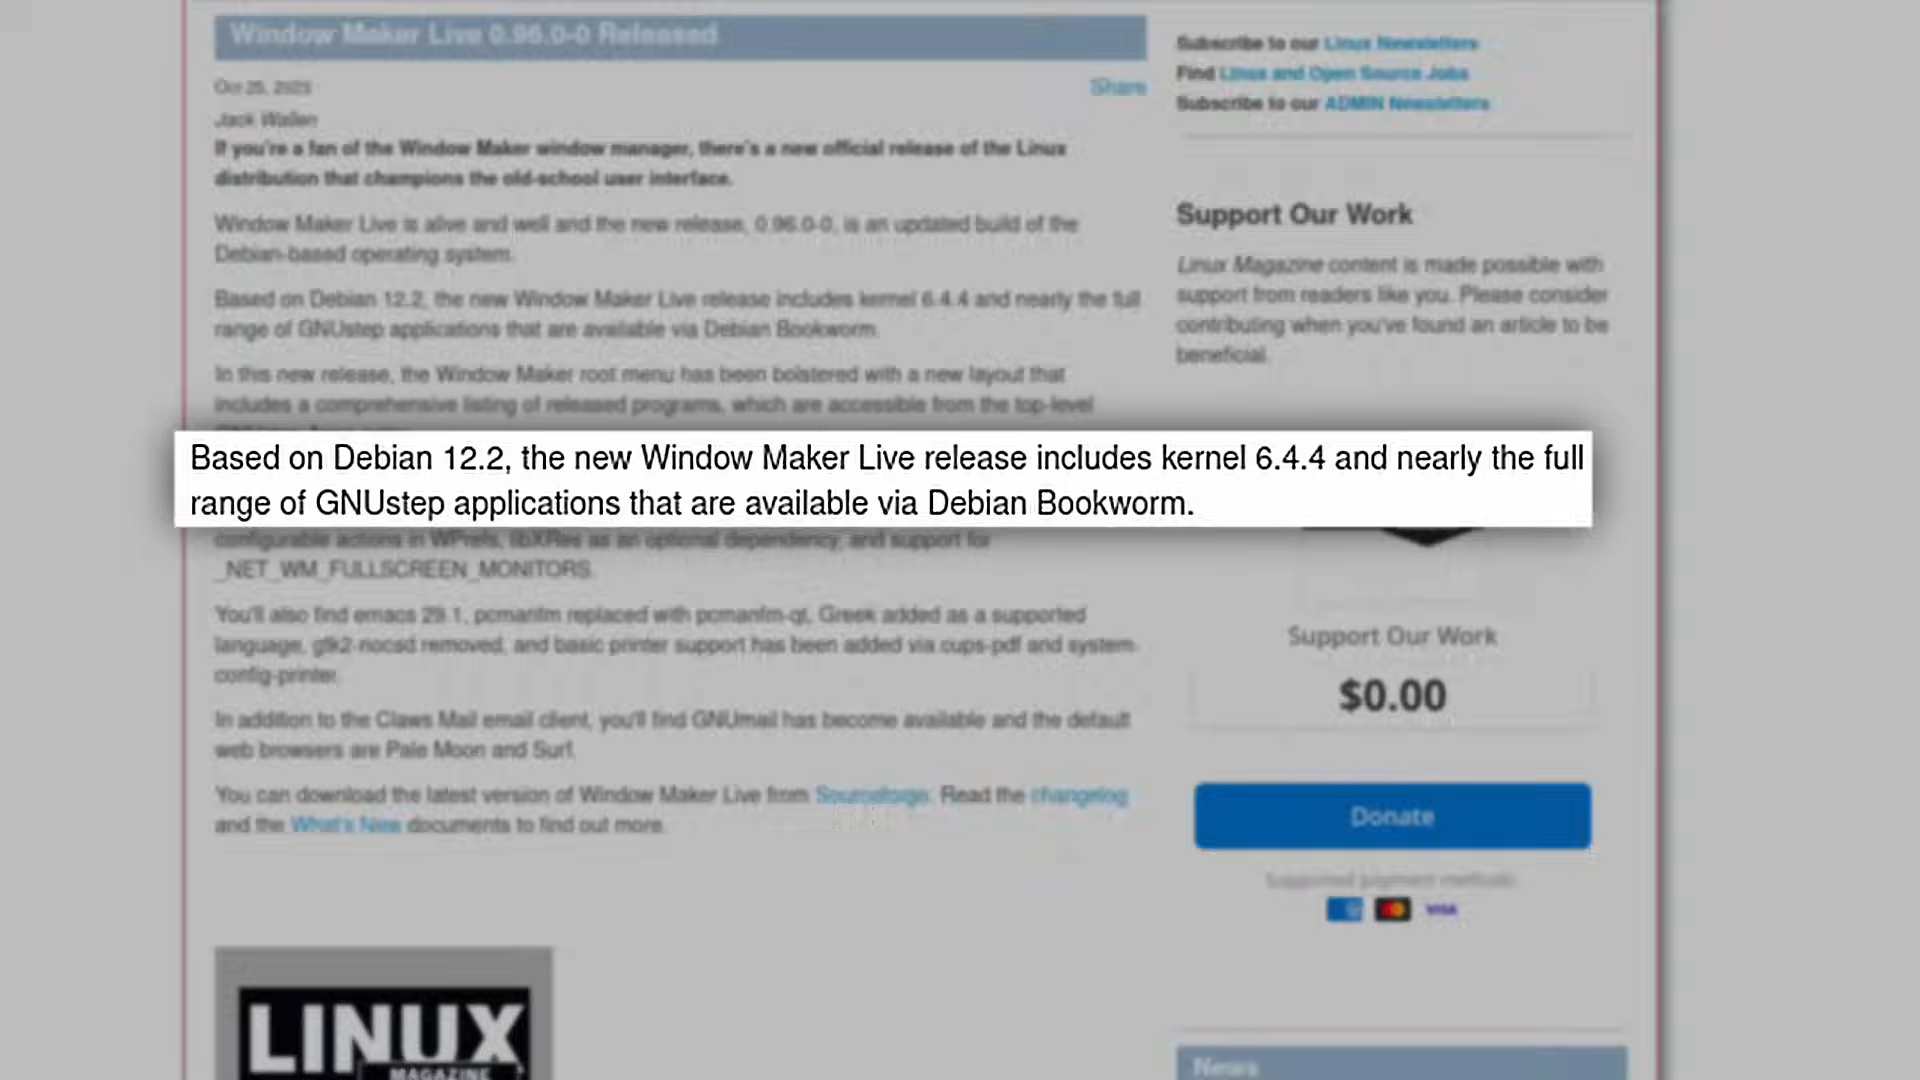 Window Maker Live 0.96.0-0 Released
Oct 25, 2023
Share
Jack Wallen
If you're a fan of the Window Maker window manager, there's a new official release of the Linux
distribution that champions the old-school user interface.
Window Maker Live is alive and well and the new release, 0.96.0-0, is an updated build of the
Debian-based operating system.
Based on Debian 12.2, the new Window Maker Live release includes kernel 6.4.4 and nearly the full
range of GNUstep applications that are available via Debian Bookworm.
In this new release, the Window Maker root menu has been bolstered with a new layout that
includes a comprehensive listing of released programs, which are accessible from the top-level
Based on Debian 12.2, the new Window Maker Live release includes kernel 6.4.4 and nearly the full
range of GNUstep applications that are available via Debian Bookworm.
configurable actions in WPrefs, libXRes as an optional dependency, and support for
_NET_WM_FULLSCREEN_MONITORS.
You'll also find emacs 29.1, pcmanfm replaced with pcmanfm-qt, Greek added as a supported
language, gtk2-nocsd removed, and basic printer support has been added via cups-pdf and system-
config-printer.
In addition to the Claws Mail email client, you'll find GNUmail has become available and the default
web browsers are Pale Moon and Surf.
You can download the latest version of Window Maker Live from Sourceforge. Read the changelog
and the What's New documents to find out more.
LINUX
MAGAZINE
Subscribe to our Linux Newsletters
Find Linux and Open Source Jobs
Subscribe to our ADMIN Newsletters
Support Our Work
Linux Magazine content is made possible with
support from readers like you. Please consider
contributing when you've found an article to be
beneficial.
Support Our Work
$0.00
Donate
Supported payment methods
VISA
News